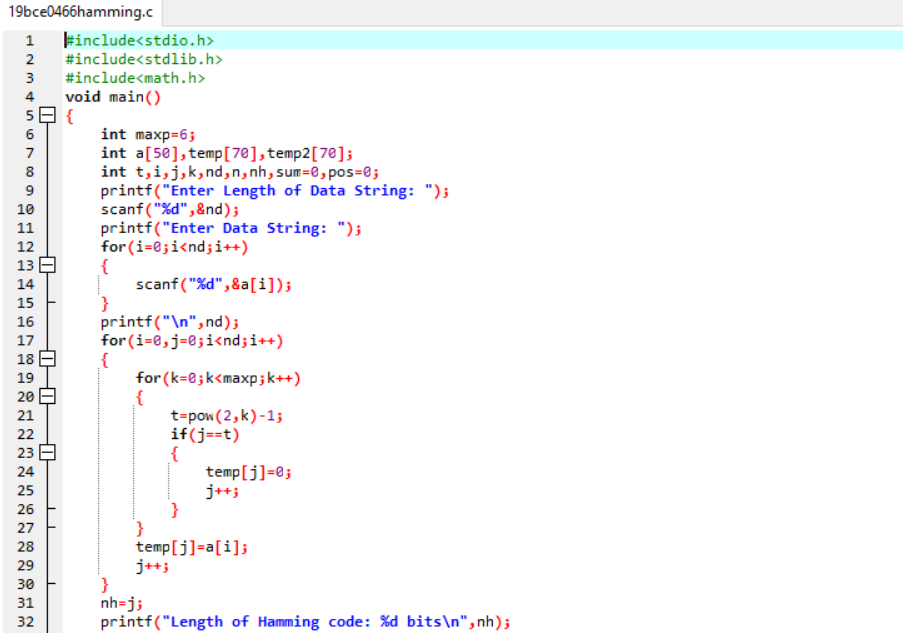 19bce0466hamming.c
1 #include<stdio.h>
2 #include<stdlib.h>
3 #include<math.h>
4 void main()
5 {
6 int maxp=6;
7 int a[50],temp[70],temp2[70];
8 int t,i,j,k,nd,n,nh,sum=0,pos=0;
9 printf("Enter Length of Data String: ");
10 scanf("%d",&nd);
11 printf("Enter Data String: ");
12 for(i=0;i<nd;i++)
13 {
14 scanf("%d",&a[i]);
15 }
16 printf("\n",nd);
17 for(i=0,j=0;i<nd;i++)
18 {
19 for(k=0;k<maxp;k++)
20 {
21 t=pow(2,k)-1;
22 if(j==t)
23 {
24 temp[j]=0;
25 j++;
26 }
27 }
28 temp[j]=a[i];
29 j++;
30 }
31 nh=j;
32 printf("Length of Hamming code: %d bits\n",nh);